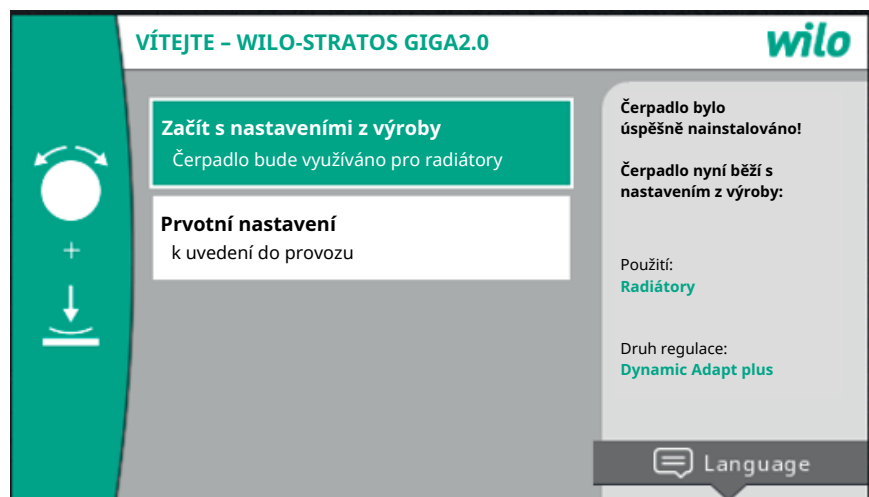 VÍTEJTE – WILO-STRATOS GIGA2.0
wilo
Začít s nastaveními z výroby
Čerpadlo bude využíváno pro radiátory
Prvotní nastavení
k uvedení do provozu
+
Čerpadlo bylo
úspěšně nainstalováno!
Čerpadlo nyní běží s
nastavením z výroby:
Použití:
Radiátory
Druh regulace:
Dynamic Adapt plus
Language